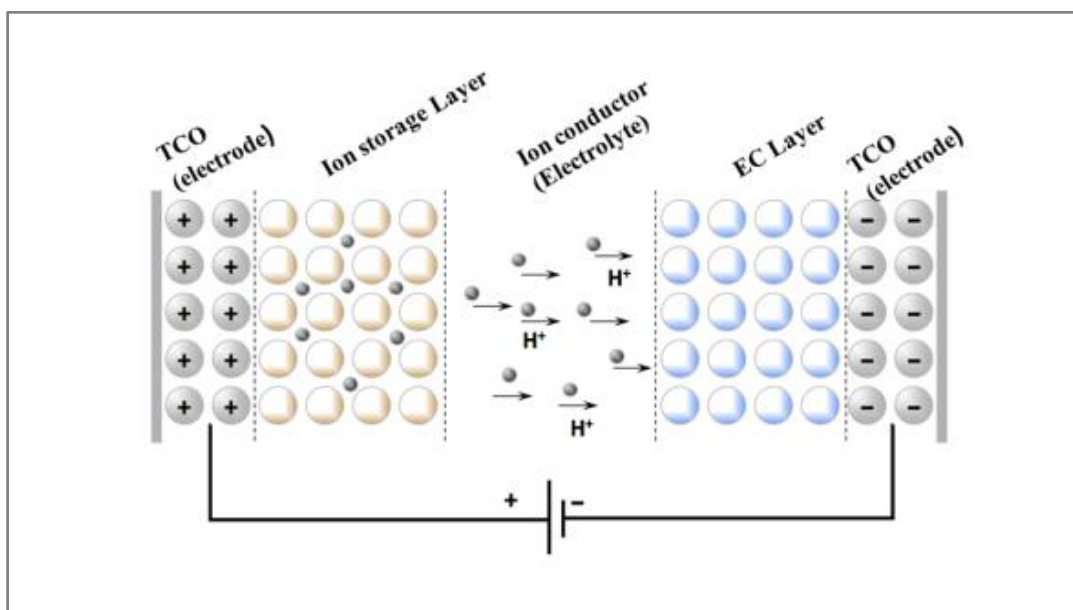 TCO
(electrode)
Ion storage Layer
Ion conductor
(Electrolyte)
EC Layer
TCO
(electrode)
+ +
- -
+ +
- -
+ +
- -
+ +
- -
+ +
- -
H⁺
H⁺
H⁺
+ -